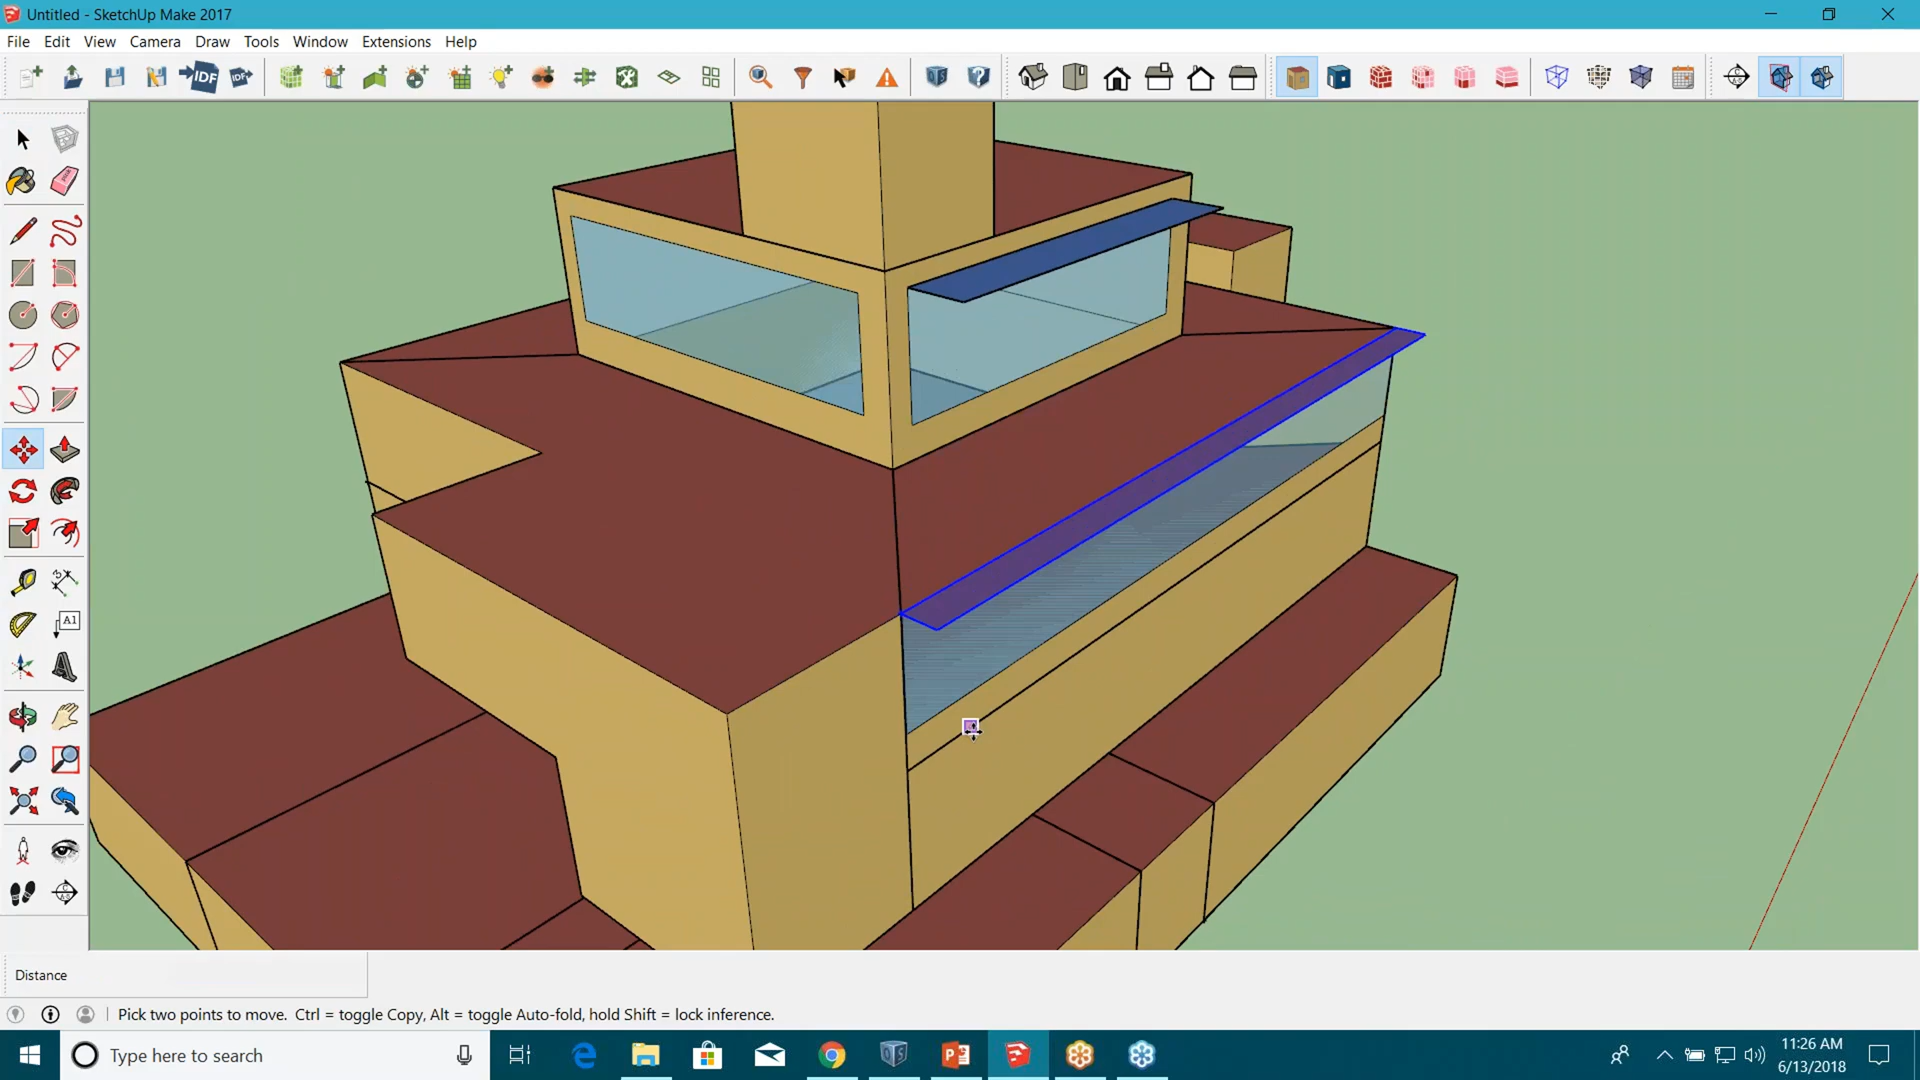 Untitled - SketchUp Make 2017
File Edit View Camera Draw Tools Window Extensions Help
IDF IDF
A1
Distance
Pick two points to move. Ctrl = toggle Copy, Alt = toggle Auto-fold, hold Shift = lock inference.
Type here to search
11:26 AM
6/13/2018